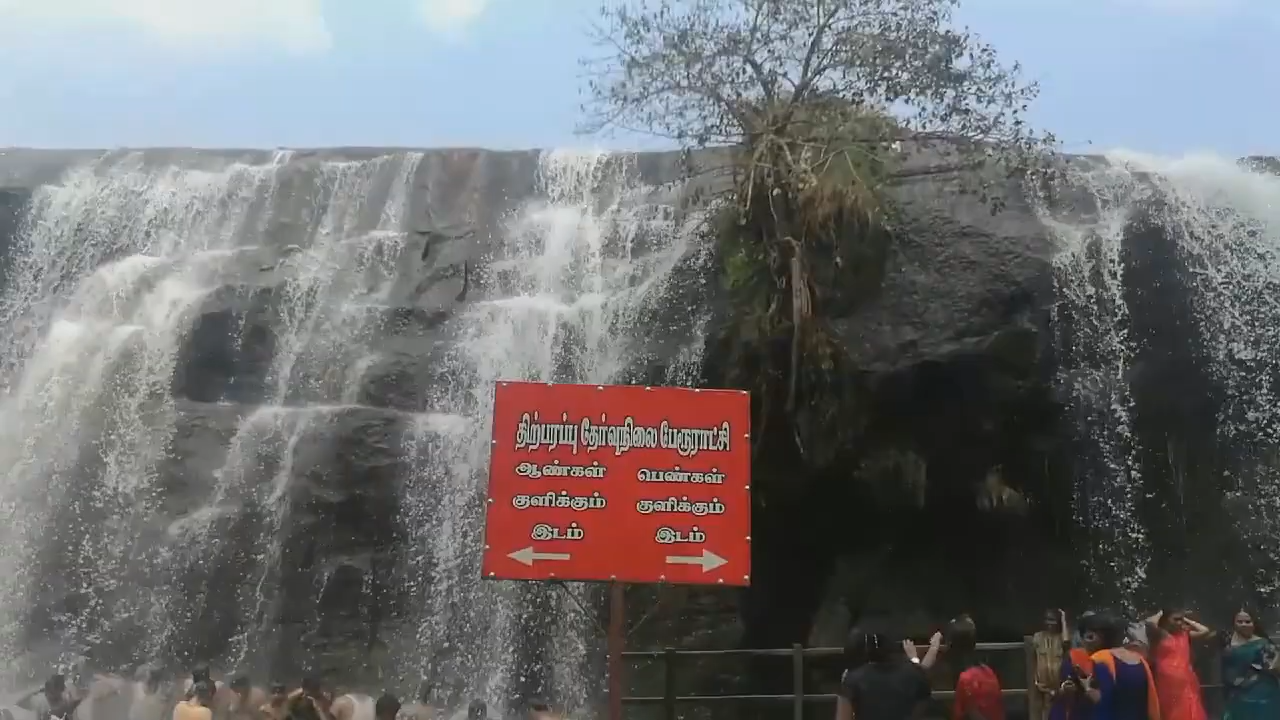 திற்பரப்பு தேர்வுநிலை பேரூராட்சி
ஆண்கள்
குளிக்கும்
இடம்
பெண்கள்
குளிக்கும்
இடம்